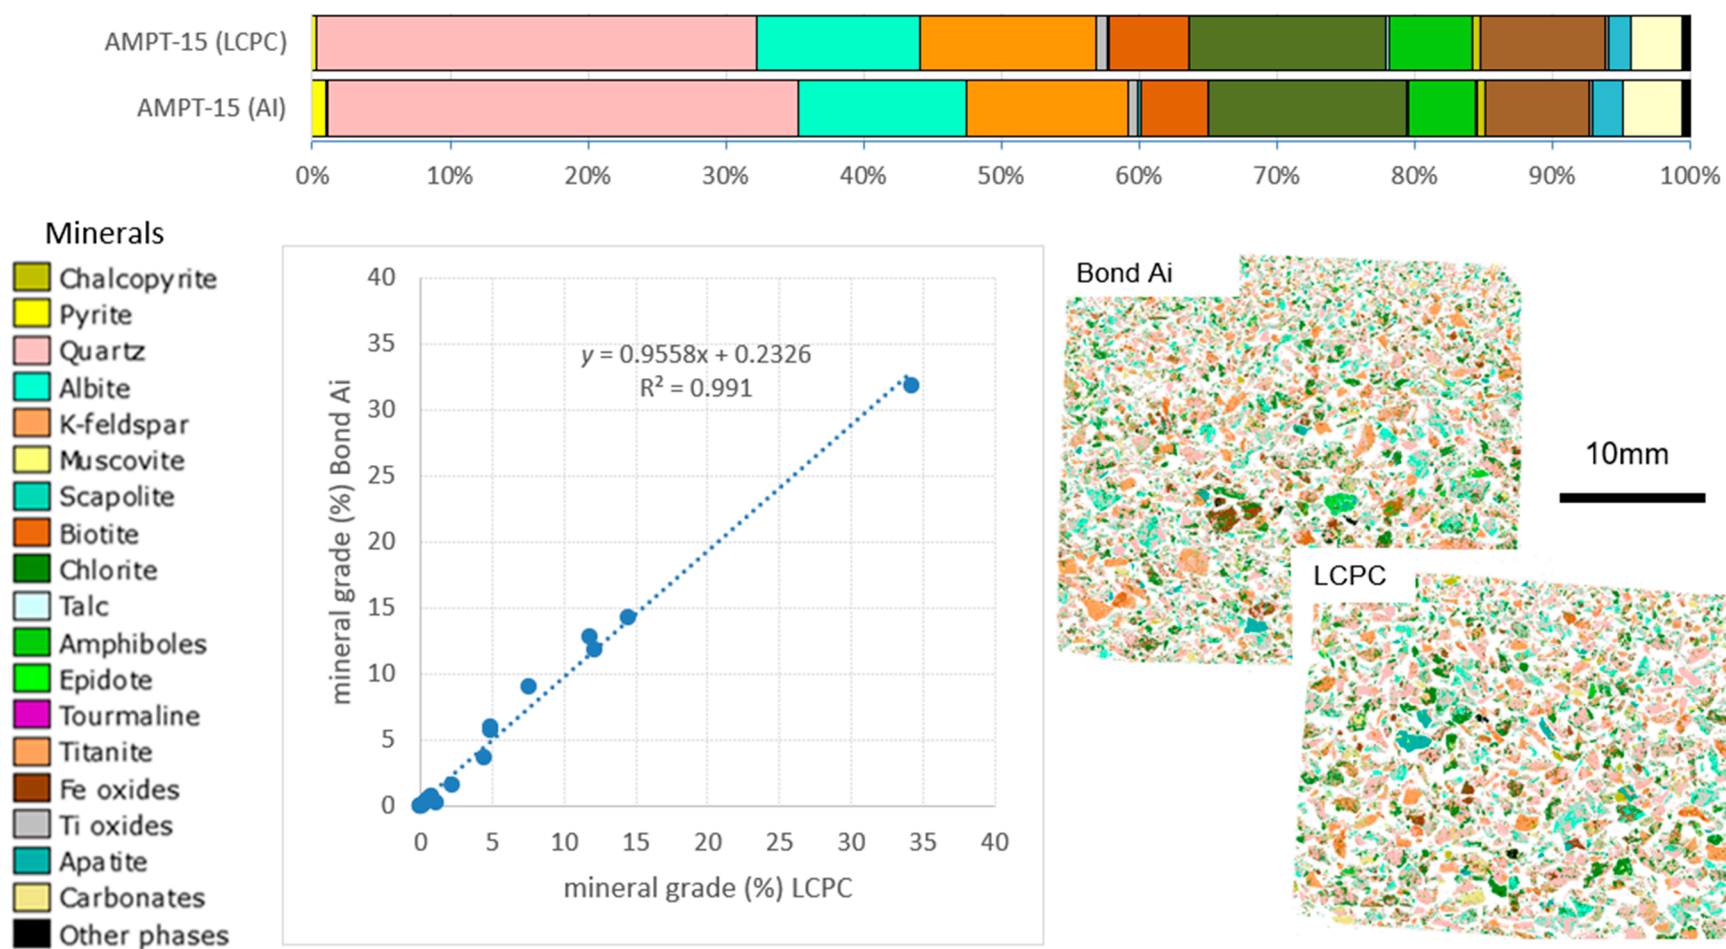 AMPT-15 (LCPC)
AMPT-15 (AI)
0% 10% 20% 30% 40% 50% 60% 70% 80% 90% 100%
Minerals
Chalcopyrite
Pyrite
Quartz
Albite
K-feldspar
Muscovite
Scapolite
Biotite
Chlorite
Talc
Amphiboles
Epidote
Tourmaline
Titanite
Fe oxides
Ti oxides
Apatite
Carbonates
Other phases
mineral grade (%) Bond Ai
40
35
30
25
20
15
10
5
0
y = 0.9558x + 0.2326
R² = 0.991
0 5 10 15 20 25 30 35 40
mineral grade (%) LCPC
Bond Ai
10mm
LCPC